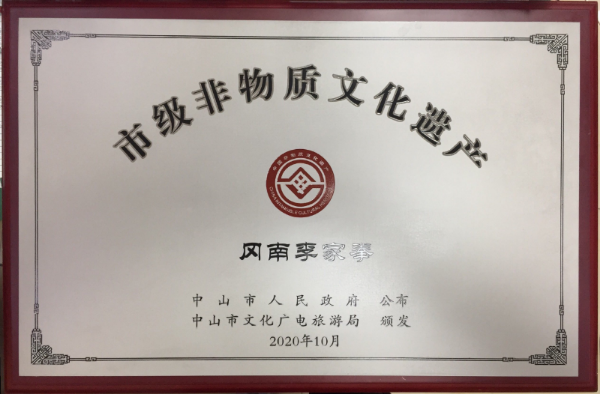 市级非物质文化遗产
冈南李家拳
中山市人民政府 公布
中山市文化广电旅游局 颁发
2020年10月